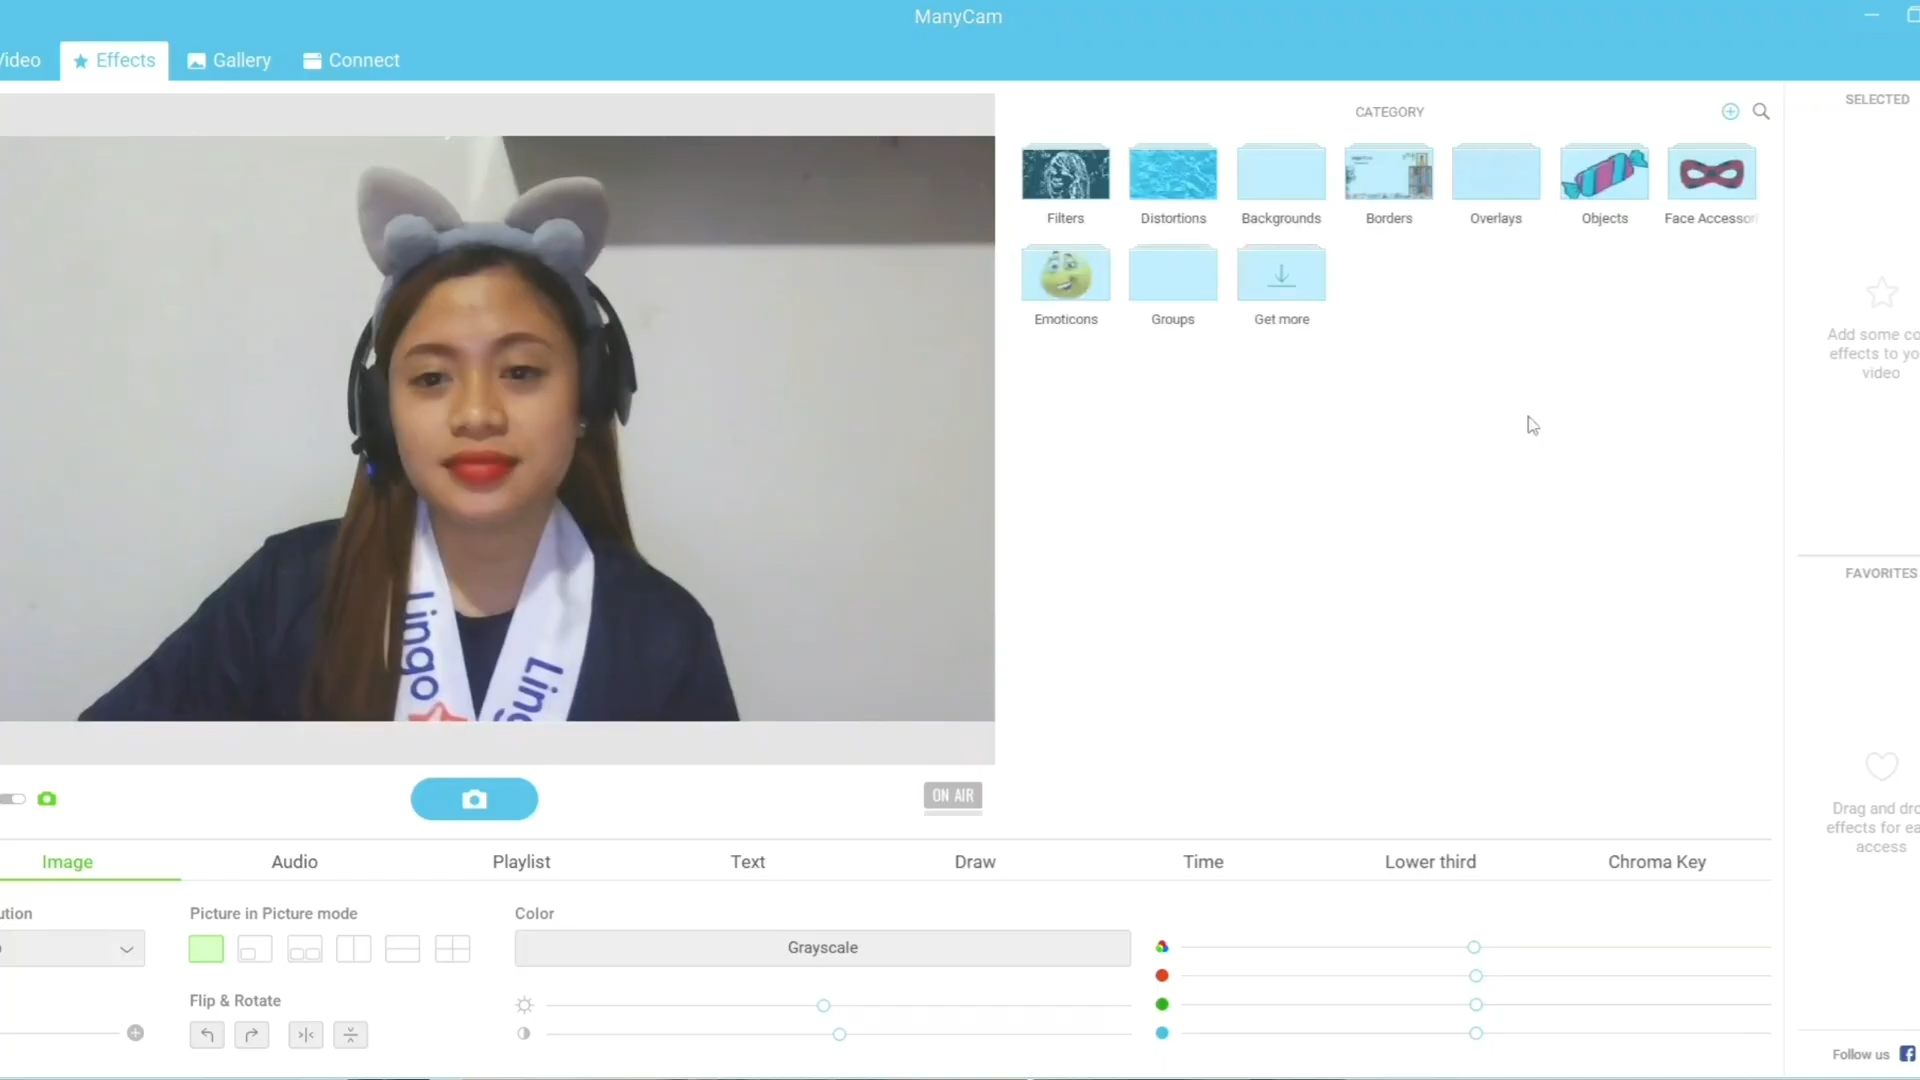 ManyCam
Video
Effects
Gallery
Connect
CATEGORY
SELECTED
Filters
Distortions
Backgrounds
Borders
Overlays
Objects
Face Accessori
Emoticons
Groups
Get more
Add some co
effects to yo
video
Lingo
Ling
FAVORITES
Drag and dro
effects for ea
access
ON AIR
Image
Audio
Playlist
Text
Draw
Time
Lower third
Chroma Key
ution
Picture in Picture mode
Color
Grayscale
Flip & Rotate
Follow us